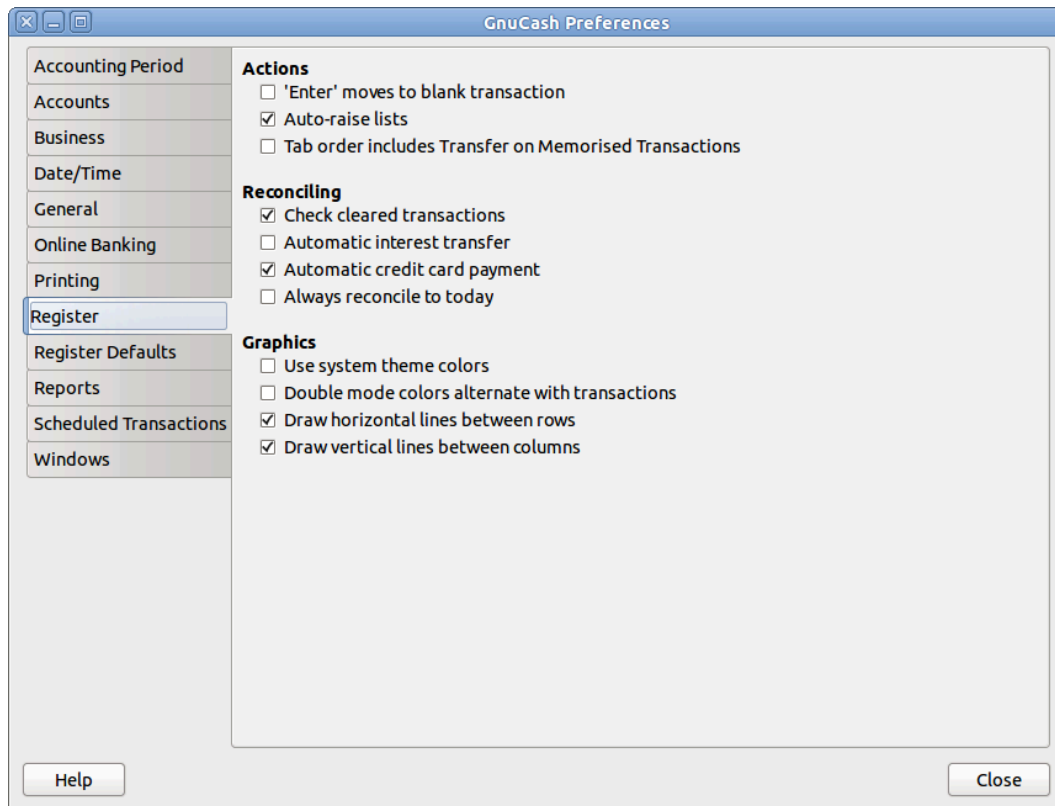 GnuCash Preferences
Accounting Period
Accounts
Business
Date/Time
General
Online Banking
Printing
Register
Register Defaults
Reports
Scheduled Transactions
Windows
Actions
'Enter' moves to blank transaction
Auto-raise lists
Tab order includes Transfer on Memorised Transactions
Reconciling
Check cleared transactions
Automatic interest transfer
Automatic credit card payment
Always reconcile to today
Graphics
Use system theme colors
Double mode colors alternate with transactions
Draw horizontal lines between rows
Draw vertical lines between columns
Help
Close